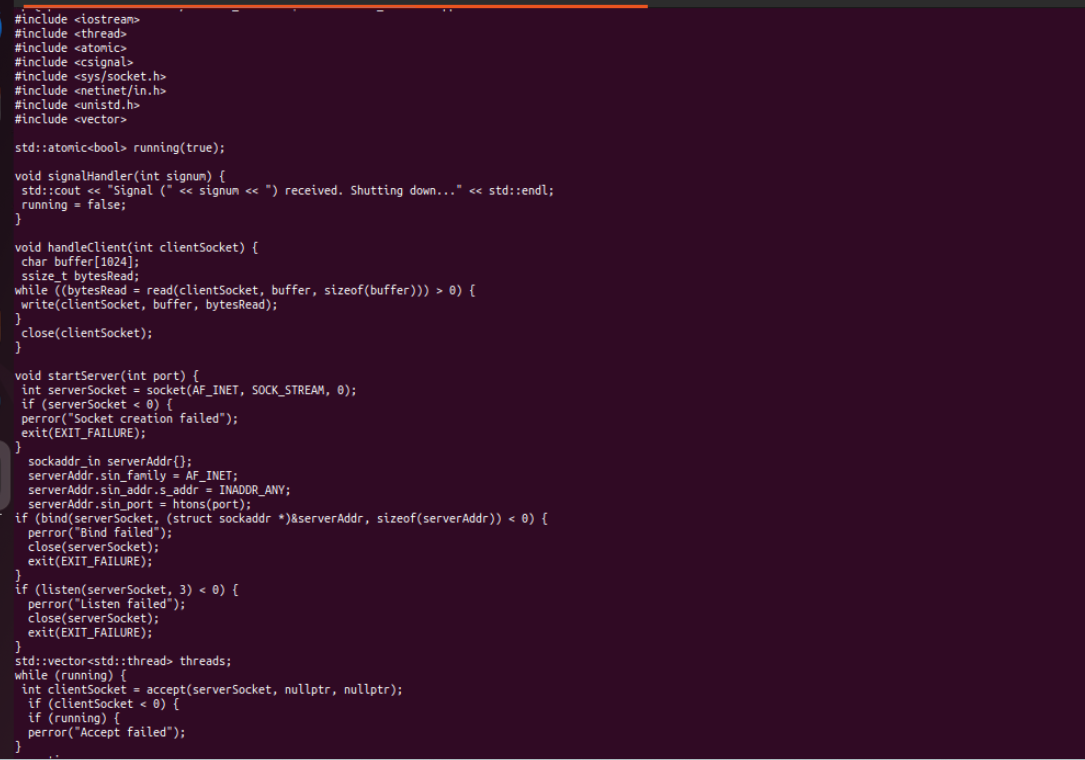 #include <iostream>
#include <thread>
#include <atomic>
#include <csignal>
#include <sys/socket.h>
#include <netinet/in.h>
#include <unistd.h>
#include <vector>

std::atomic<bool> running(true);

void signalHandler(int signum) {
 std::cout << "Signal (" << signum << ") received. Shutting down..." << std::endl;
 running = false;
}

void handleClient(int clientSocket) {
 char buffer[1024];
 ssize_t bytesRead;
while ((bytesRead = read(clientSocket, buffer, sizeof(buffer))) > 0) {
 write(clientSocket, buffer, bytesRead);
}
 close(clientSocket);
}

void startServer(int port) {
 int serverSocket = socket(AF_INET, SOCK_STREAM, 0);
 if (serverSocket < 0) {
 perror("Socket creation failed");
 exit(EXIT_FAILURE);
}
  sockaddr_in serverAddr{};
  serverAddr.sin_family = AF_INET;
  serverAddr.sin_addr.s_addr = INADDR_ANY;
  serverAddr.sin_port = htons(port);
if (bind(serverSocket, (struct sockaddr *)&serverAddr, sizeof(serverAddr)) < 0) {
  perror("Bind failed");
  close(serverSocket);
  exit(EXIT_FAILURE);
}
if (listen(serverSocket, 3) < 0) {
  perror("Listen failed");
  close(serverSocket);
  exit(EXIT_FAILURE);
}
std::vector<std::thread> threads;
while (running) {
 int clientSocket = accept(serverSocket, nullptr, nullptr);
  if (clientSocket < 0) {
  if (running) {
  perror("Accept failed");
}